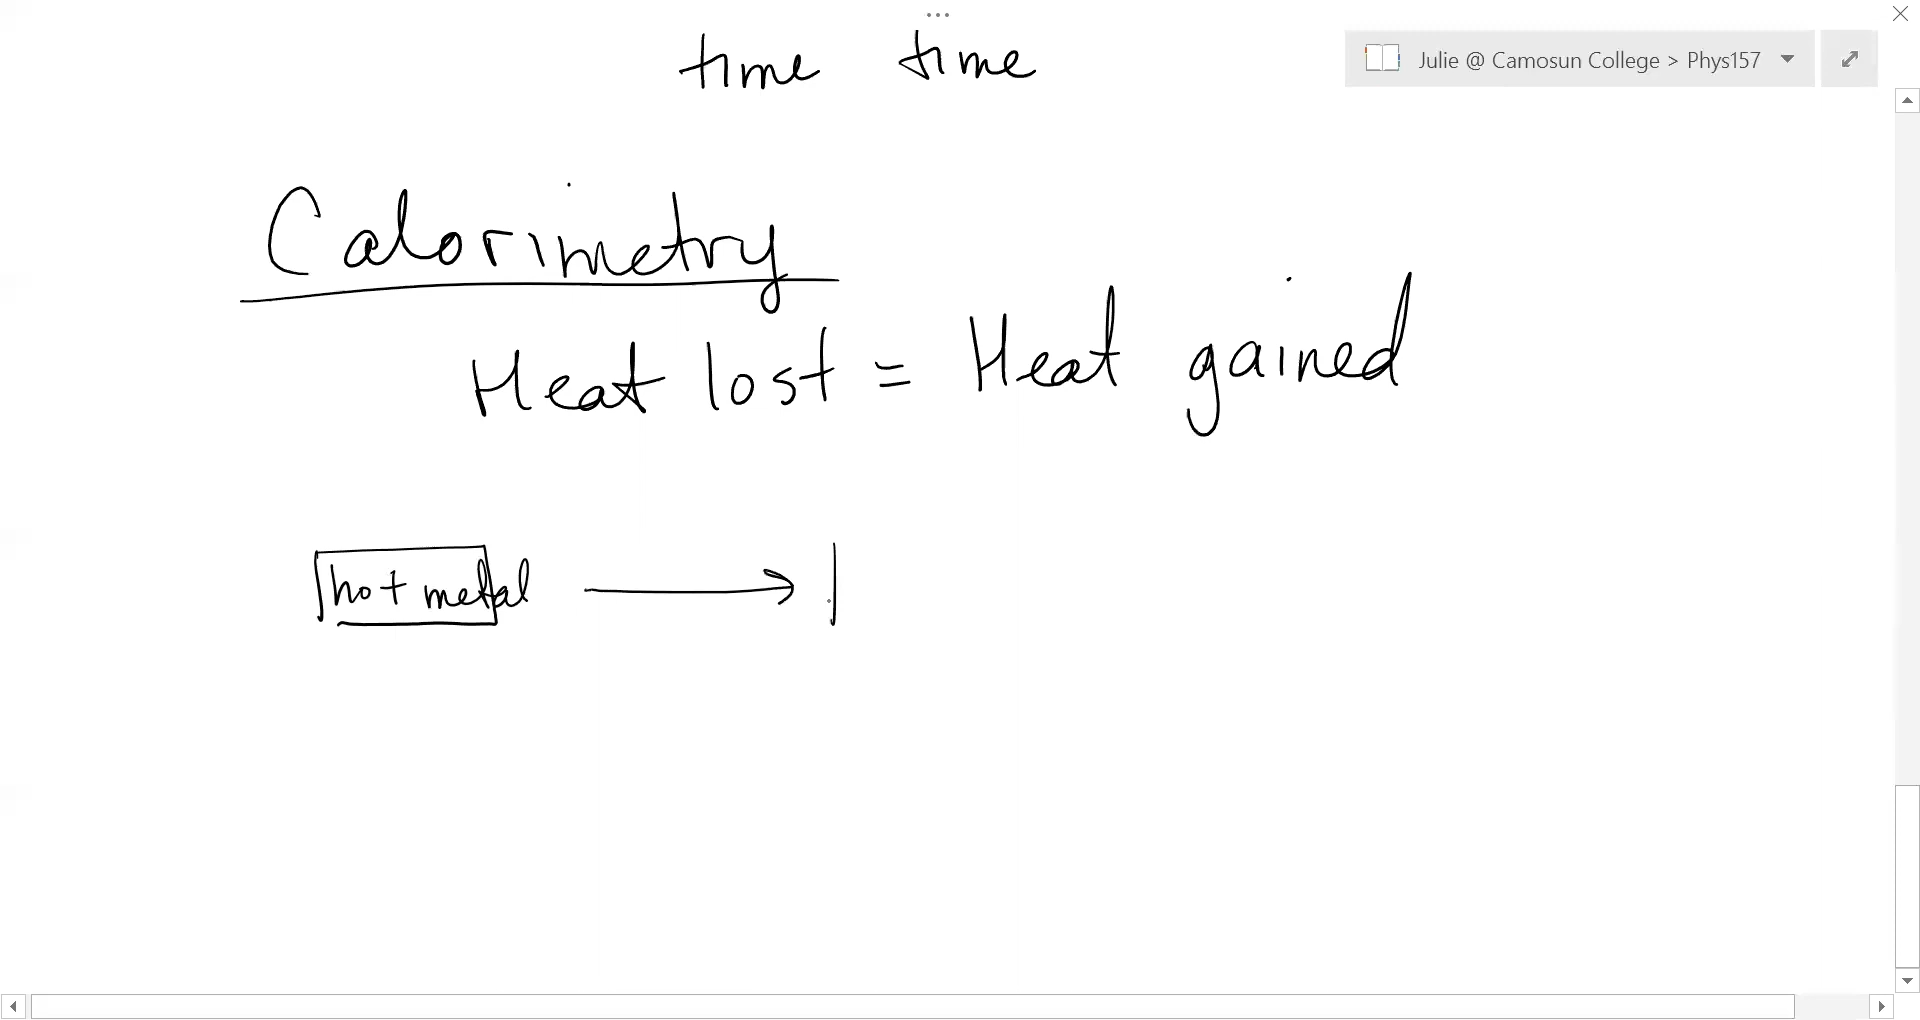 time time
Julie @ Camosun College > Phys157
Calorimetry
Heat lost = Heat gained
hot metal